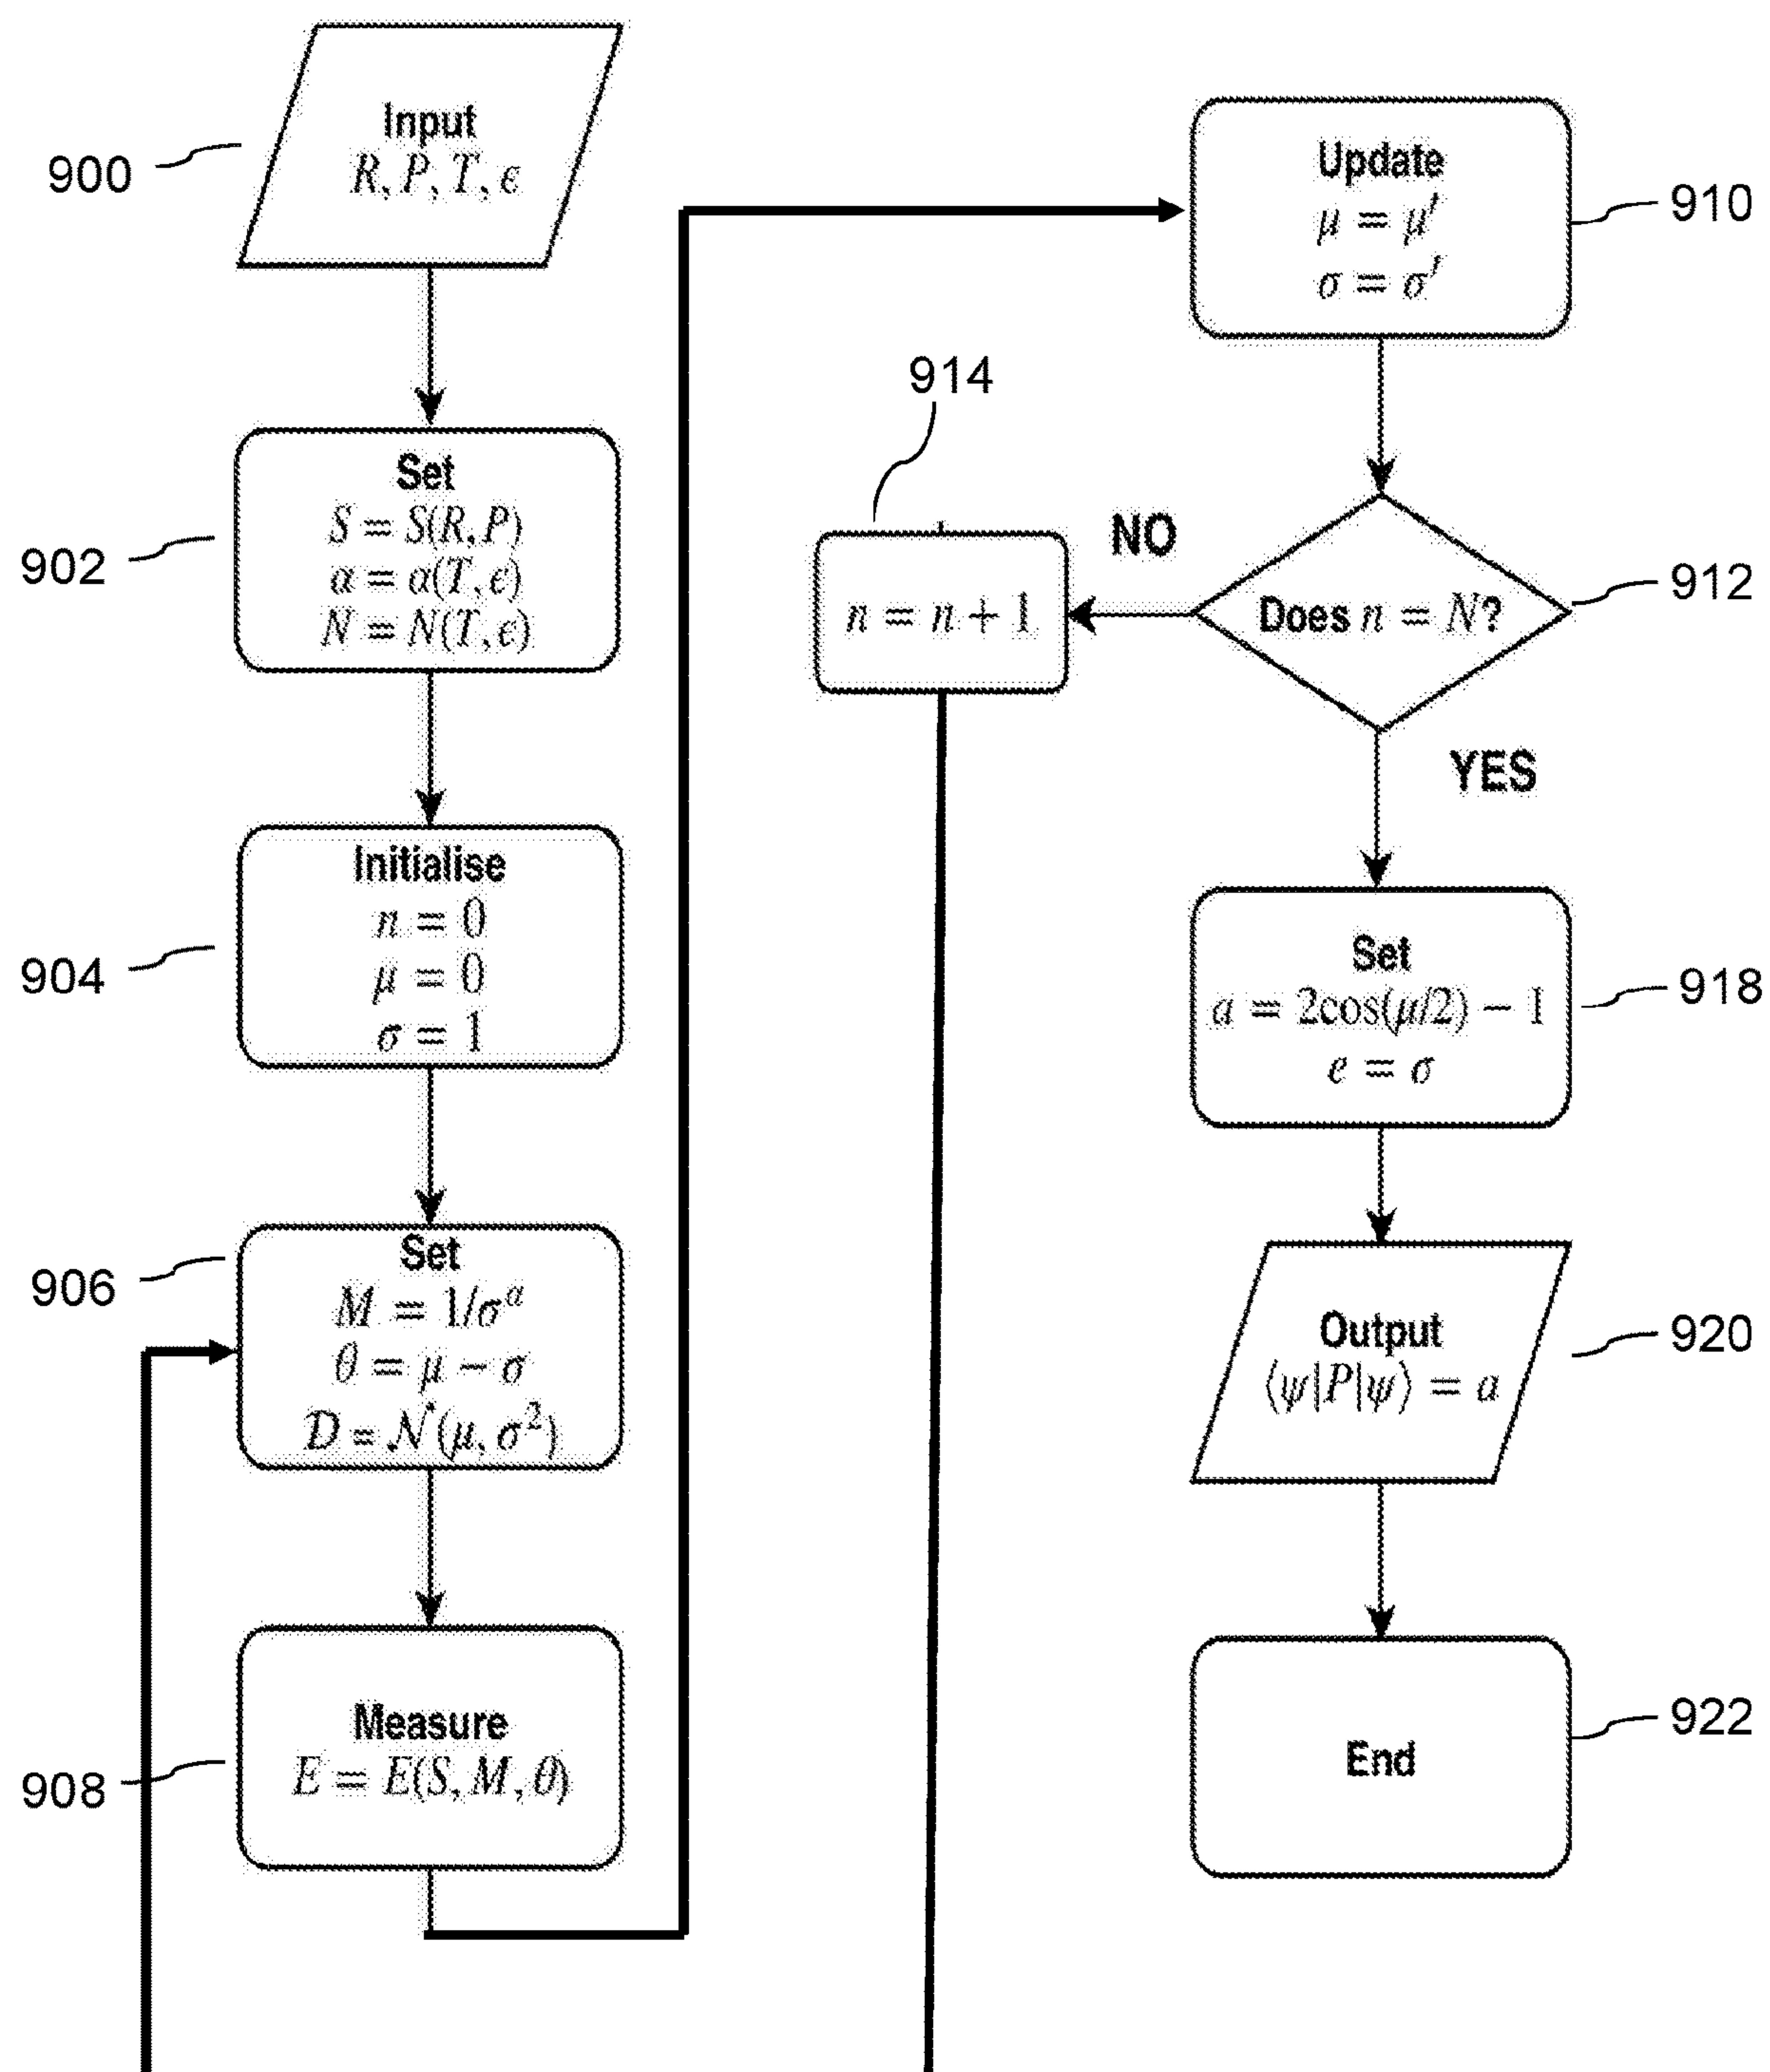 900
Input
R, P, T, ϵ
902
Set
S = S(R, P)
α = α(T, ϵ)
N = N(T, ϵ)
904
Initialise
n = 0
μ = 0
σ = 1
906
Set
M = 1/σ^α
θ = μ − σ
𝒟 = 𝒩(μ, σ²)
908
Measure
E = E(S, M, θ)
910
Update
μ = μ′
σ = σ′
912
Does n = N?
NO
YES
914
n = n + 1
918
Set
a = 2cos(μ/2) − 1
e = σ
920
Output
⟨ψ|P|ψ⟩ = a
922
End